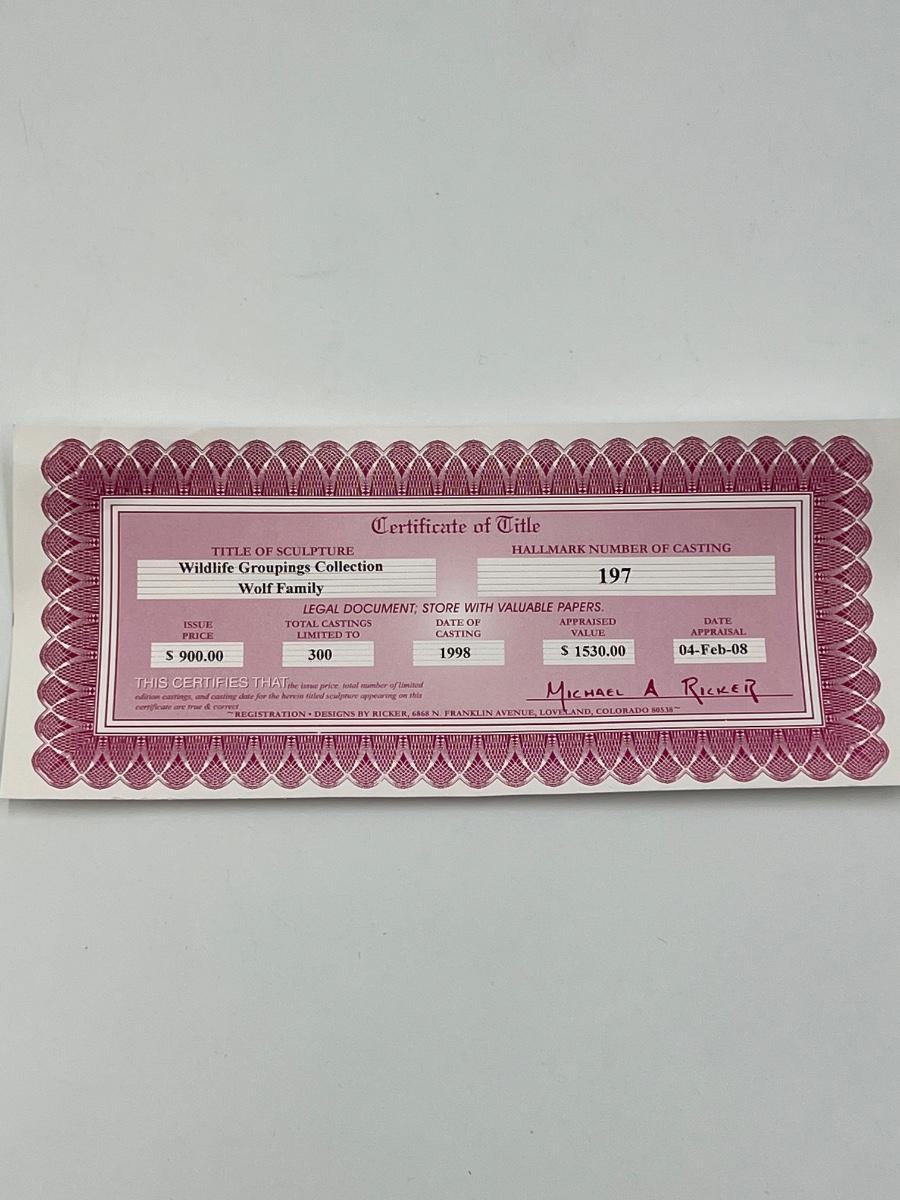 Certificate of Title
TITLE OF SCULPTURE
Wildlife Groupings Collection
Wolf Family
HALLMARK NUMBER OF CASTING
197
LEGAL DOCUMENT; STORE WITH VALUABLE PAPERS.
ISSUE
PRICE
$ 900.00
TOTAL CASTINGS
LIMITED TO
300
DATE OF
CASTING
1998
APPRAISED
VALUE
$ 1530.00
DATE
APPRAISAL
04-Feb-08
THIS CERTIFIES THAT the issue price, total number of limited
edition castings, and casting date for the herein titled sculpture appearing on this
certificate are true & correct
MICHAEL A RICKER
~REGISTRATION • DESIGNS BY RICKER, 6868 N. FRANKLIN AVENUE, LOVELAND, COLORADO 80538~